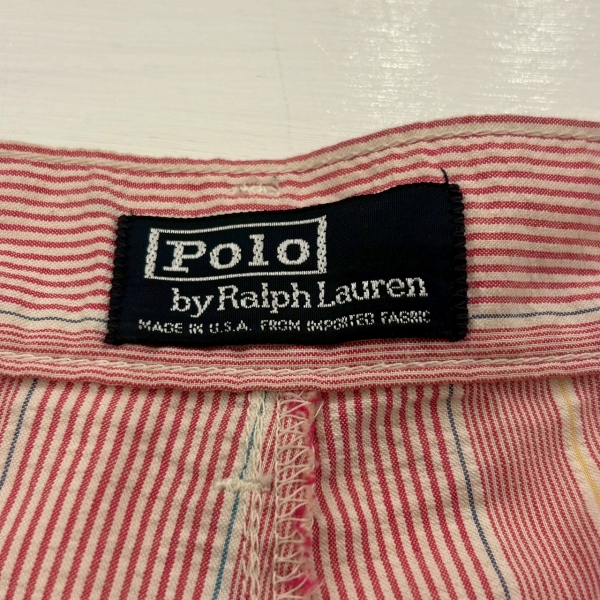 Polo
by Ralph Lauren
MADE IN U.S.A. FROM IMPORTED FABRIC